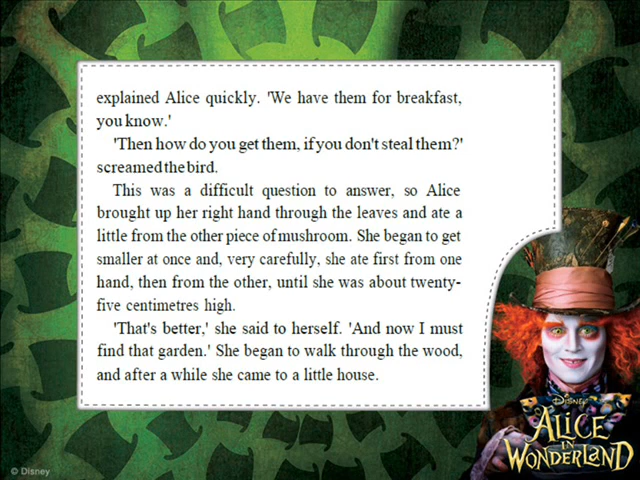 explained Alice quickly. 'We have them for breakfast,
you know.'
'Then how do you get them, if you don't steal them?'
screamed the bird.
This was a difficult question to answer, so Alice
brought up her right hand through the leaves and ate a
little from the other piece of mushroom. She began to get
smaller at once and, very carefully, she ate first from one
hand, then from the other, until she was about twenty-
five centimetres high.
'That's better,' she said to herself. 'And now I must
find that garden.' She began to walk through the wood,
and after a while she came to a little house.
DISNEY
ALICE
IN
WONDERLAND
© Disney